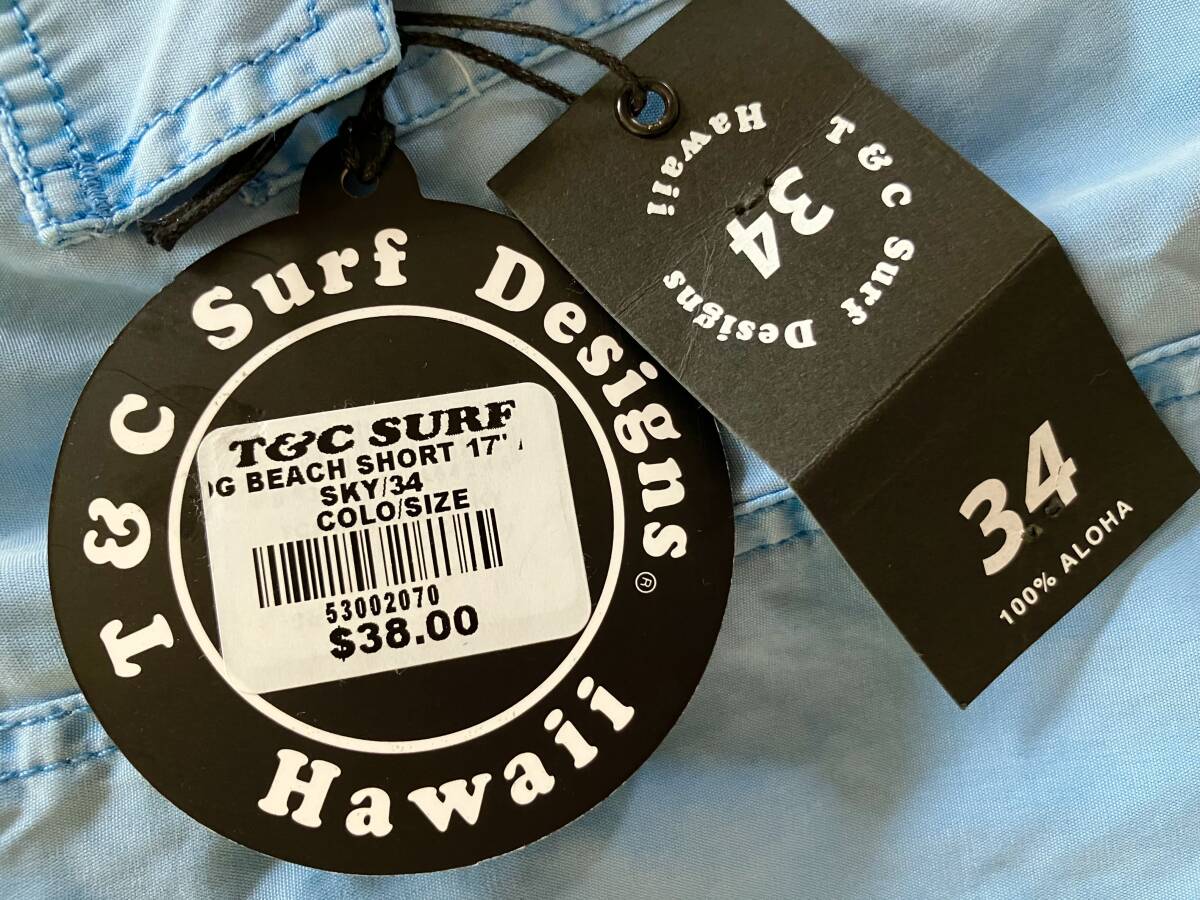 T & C Surf Designs
®
Hawaii
T&C SURF
OG BEACH SHORT 17"
SKY/34
COLO/SIZE
53002070
$38.00
T & C Surf Designs
Hawaii
34
34
100% ALOHA